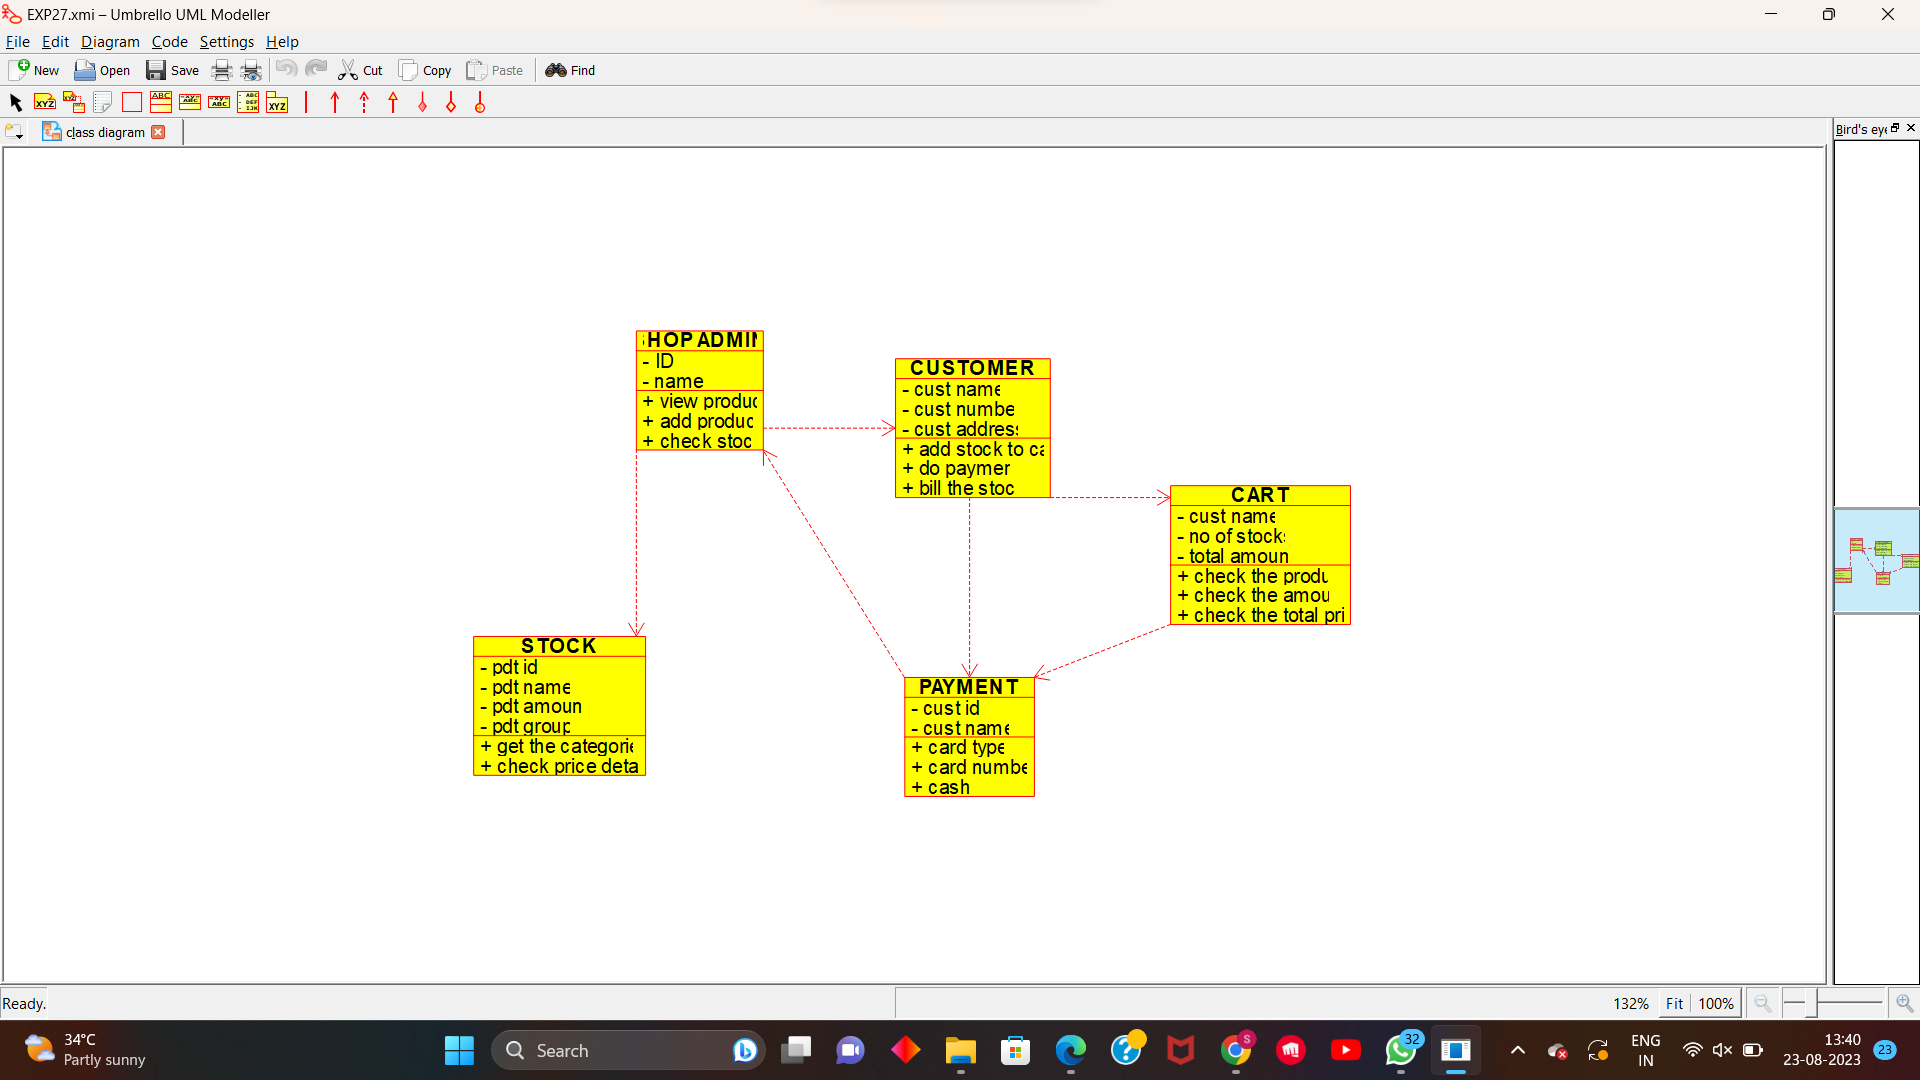 EXP27.xmi – Umbrello UML Modeller
File Edit Diagram Code Settings Help
New Open Save Cut Copy Paste Find
class diagram
Bird's eye
HOP ADMIN
- ID
- name
+ view produc
+ add produc
+ check stoc
CUSTOMER
- cust name
- cust numbe
- cust address
+ add stock to ca
+ do paymer
+ bill the stoc
CART
- cust name
- no of stocks
- total amoun
+ check the produ
+ check the amou
+ check the total pri
STOCK
- pdt id
- pdt name
- pdt amoun
- pdt group
+ get the categorie
+ check price deta
PAYMENT
- cust id
- cust name
+ card type
+ card numbe
+ cash
Ready.
132% Fit 100%
34°C
Partly sunny
Search
32
ENG
IN
13:40
23-08-2023
23